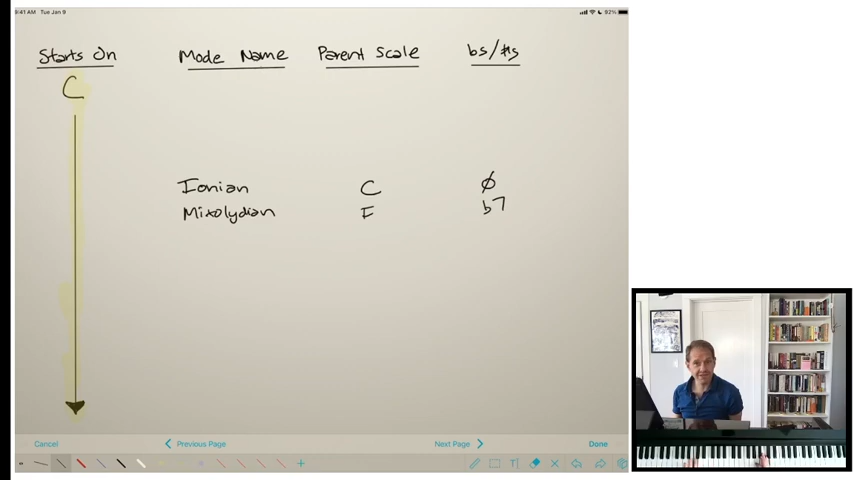 9:41 AM Tue Jan 9
92%
Starts On Mode Name Parent Scale bs/#s
C
Ionian C ∅
Mixolydian F b7
Cancel Previous Page Next Page Done